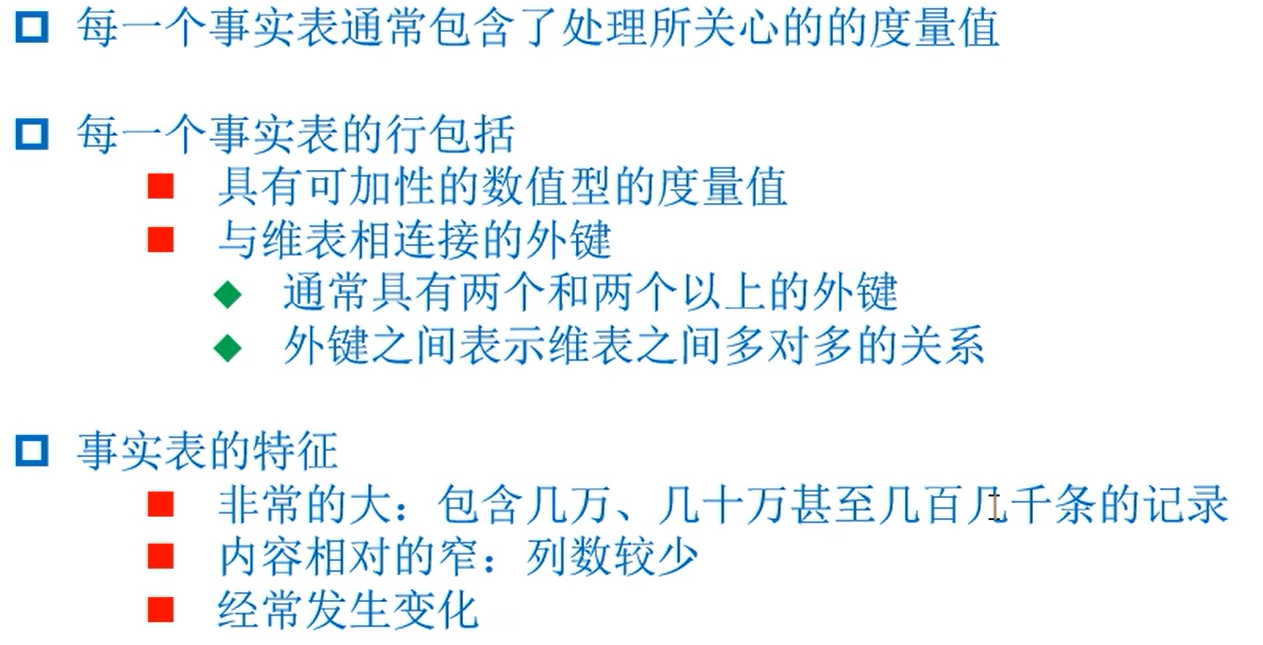 每一个事实表通常包含了处理所关心的的度量值
每一个事实表的行包括
具有可加性的数值型的度量值
与维表相连接的外键
通常具有两个和两个以上的外键
外键之间表示维表之间多对多的关系
事实表的特征
非常的大：包含几万、几十万甚至几百几千条的记录
内容相对的窄：列数较少
经常发生变化